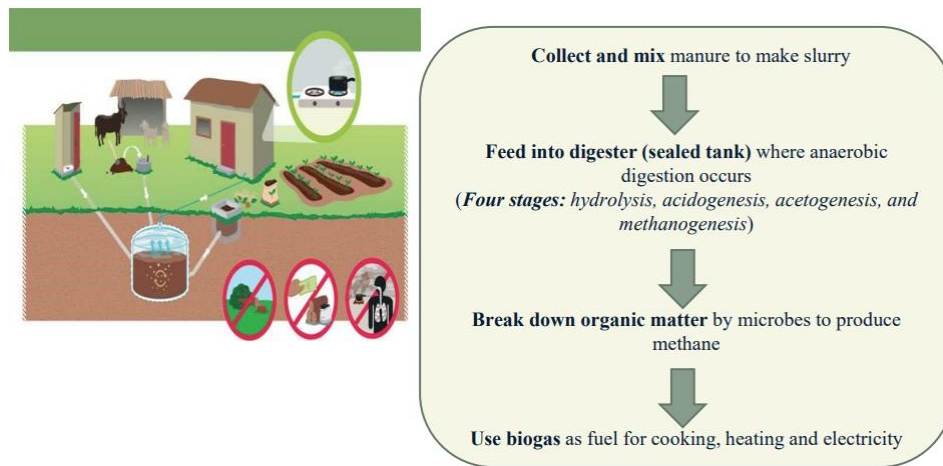 Collect and mix manure to make slurry
Feed into digester (sealed tank) where anaerobic
digestion occurs
(Four stages: hydrolysis, acidogenesis, acetogenesis, and
methanogenesis)
Break down organic matter by microbes to produce
methane
Use biogas as fuel for cooking, heating and electricity